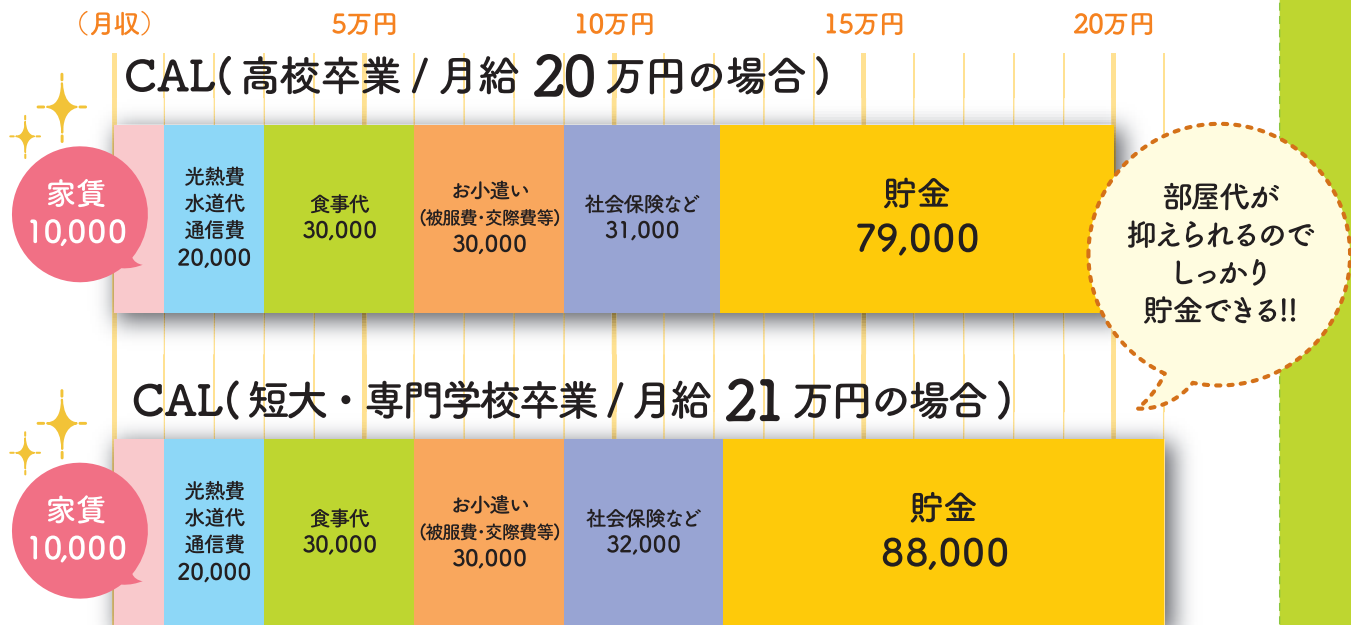 （月収） 5万円 10万円 15万円 20万円
CAL( 高校卒業 / 月給 20 万円の場合 )
家賃
10,000
光熱費
水道代
通信費
20,000
食事代
30,000
お小遣い
(被服費・交際費等)
30,000
社会保険など
31,000
貯金
79,000
部屋代が
抑えられるので
しっかり
貯金できる!!
CAL( 短大・専門学校卒業 / 月給 21 万円の場合 )
家賃
10,000
光熱費
水道代
通信費
20,000
食事代
30,000
お小遣い
(被服費・交際費等)
30,000
社会保険など
32,000
貯金
88,000